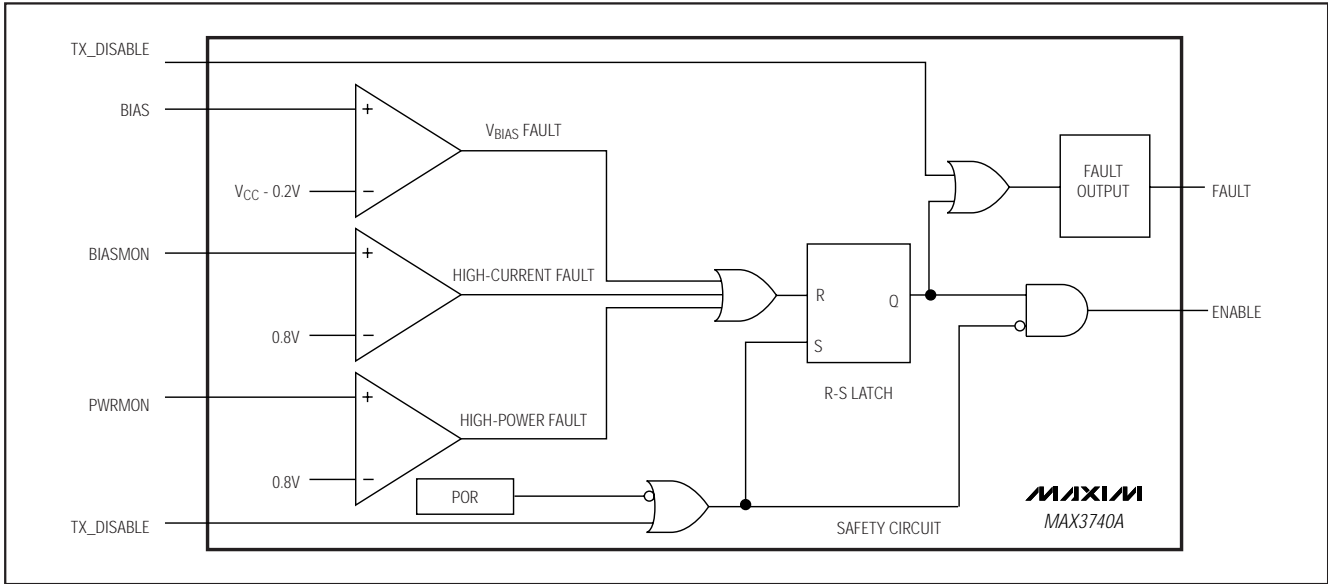 TX_DISABLE
BIAS
+
VBIAS FAULT
VCC - 0.2V
−
FAULT OUTPUT
FAULT
BIASMON
+
HIGH-CURRENT FAULT
R
Q
0.8V
−
S
ENABLE
R-S LATCH
PWRMON
+
HIGH-POWER FAULT
0.8V
−
POR
MAXIM
MAX3740A
TX_DISABLE
SAFETY CIRCUIT